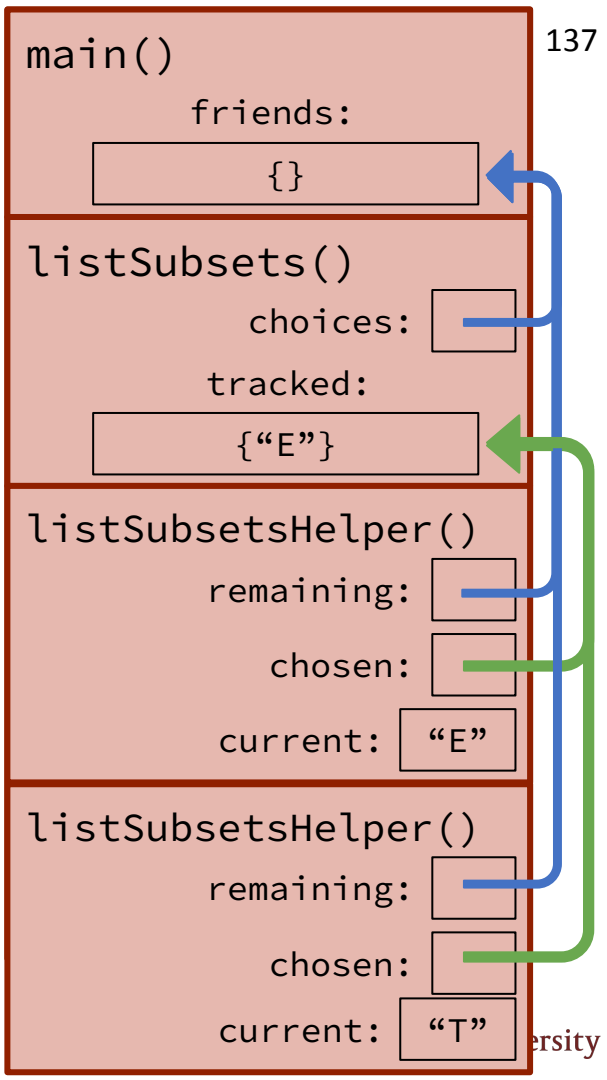 main()
137
friends:
{}
listSubsets()
choices:
tracked:
{“E”}
listSubsetsHelper()
remaining:
chosen:
current: “E”
listSubsetsHelper()
remaining:
chosen:
current: “T”
ersity